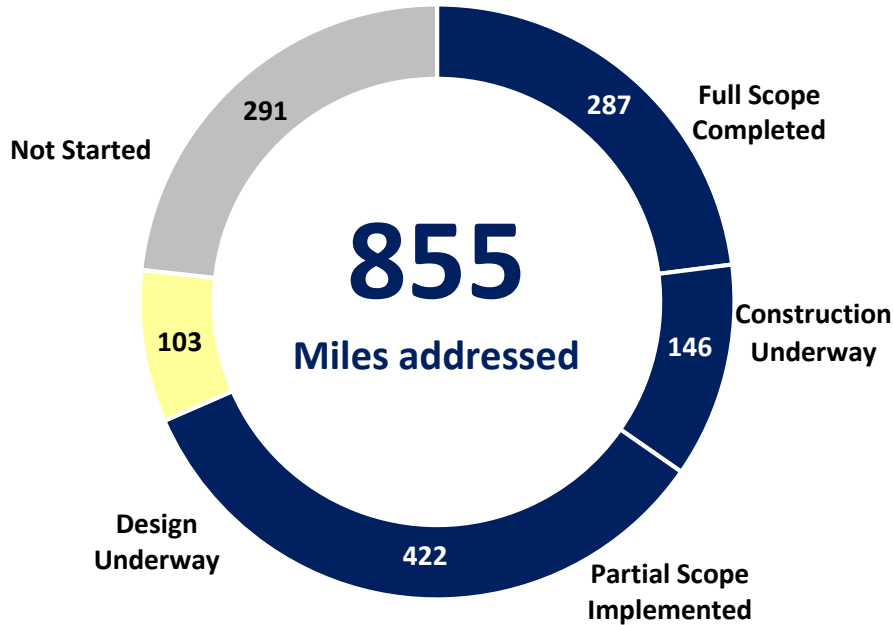 287
Full Scope
Completed
291
Not Started
855
Miles addressed
Construction
Underway
146
103
Design
Underway
422
Partial Scope
Implemented